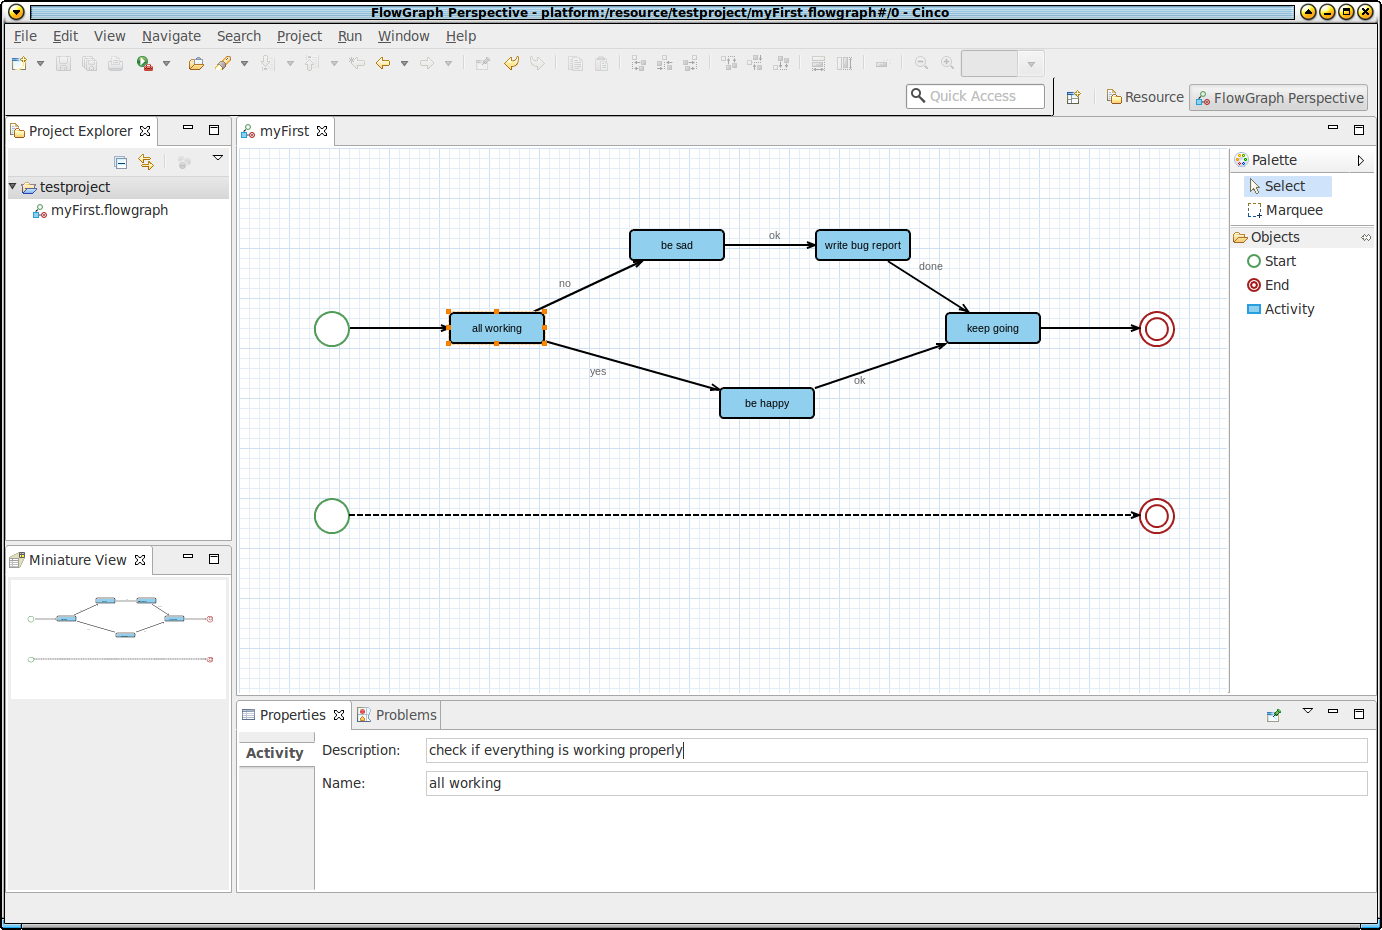 FlowGraph Perspective - platform:/resource/testproject/myFirst.flowgraph#/0 - Cinco
File Edit View Navigate Search Project Run Window Help
Quick Access
Resource
FlowGraph Perspective
Project Explorer
testproject
myFirst.flowgraph
myFirst
be sad
ok
write bug report
no
done
all working
keep going
yes
be happy
ok
Palette
Select
Marquee
Objects
Start
End
Activity
Miniature View
Properties
Problems
Activity
Description: check if everything is working properly
Name: all working